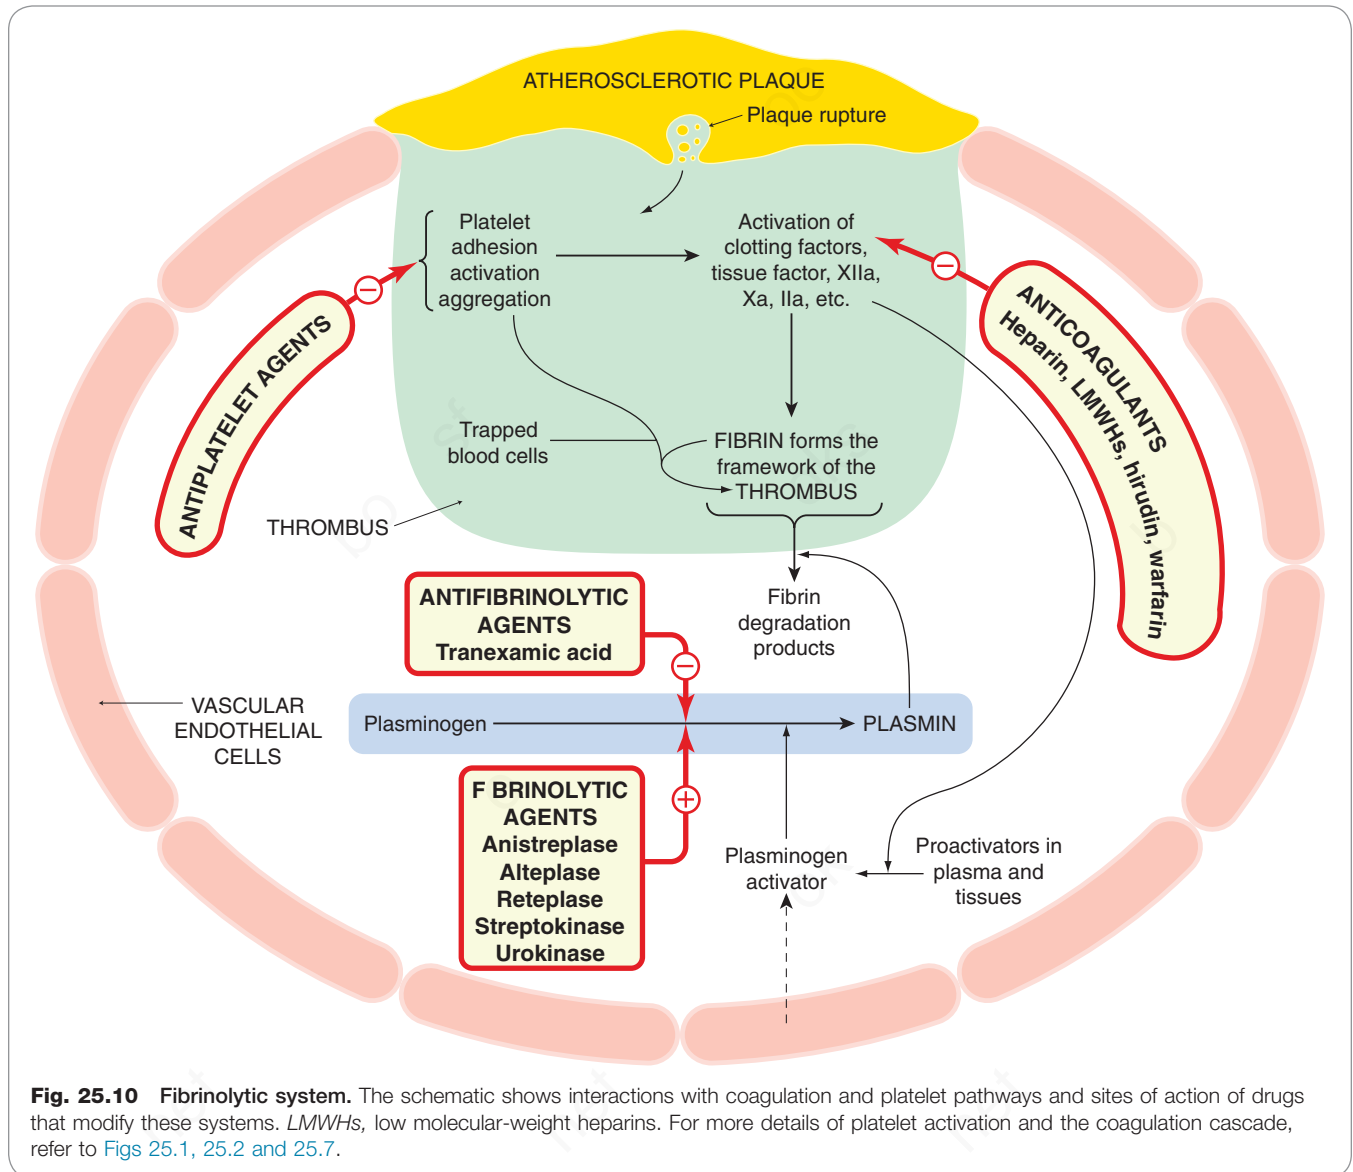 ATHEROSCLEROTIC PLAQUE
Plaque rupture
Platelet
adhesion
activation
aggregation
Activation of
clotting factors,
tissue factor, XIIa,
Xa, IIa, etc.
ANTIPLATELET AGENTS
ANTICOAGULANTS
Heparin, LMWHs, hirudin, warfarin
Trapped
blood cells
FIBRIN forms the
framework of the
THROMBUS
THROMBUS
Fibrin
degradation
products
ANTIFIBRINOLYTIC
AGENTS
Tranexamic acid
VASCULAR
ENDOTHELIAL
CELLS
Plasminogen
PLASMIN
F BRINOLYTIC
AGENTS
Anistreplase
Alteplase
Reteplase
Streptokinase
Urokinase
Plasminogen
activator
Proactivators in
plasma and
tissues
Fig. 25.10 Fibrinolytic system. The schematic shows interactions with coagulation and platelet pathways and sites of action of drugs
that modify these systems. LMWHs, low molecular-weight heparins. For more details of platelet activation and the coagulation cascade,
refer to Figs 25.1, 25.2 and 25.7.